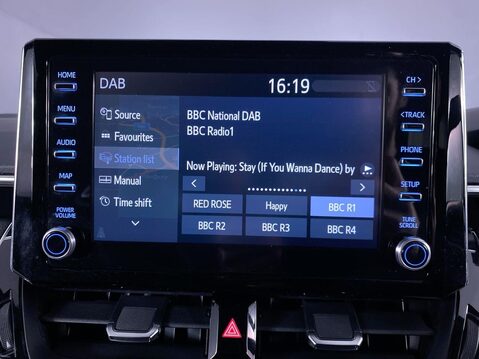 DAB
16:19
HOME
MENU
AUDIO
MAP
POWER
VOLUME
Source
Favourites
Station list
Manual
Time shift
BBC National DAB
BBC Radio1
Now Playing: Stay (If You Wanna Dance) by
RED ROSE
Happy
BBC R1
BBC R2
BBC R3
BBC R4
CH >
<TRACK
PHONE
SETUP
TUNE
SCROLL